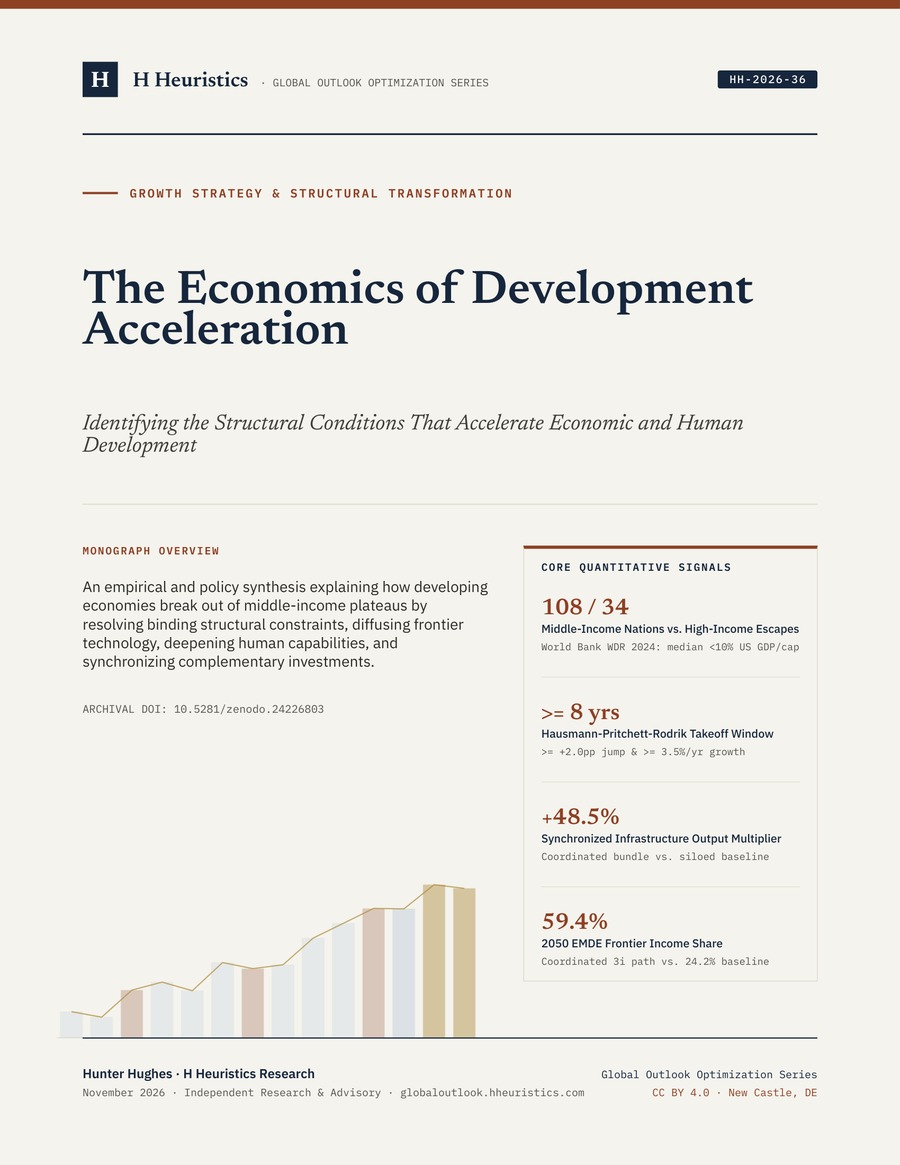 H H Heuristics · GLOBAL OUTLOOK OPTIMIZATION SERIES HH-2026-36
GROWTH STRATEGY & STRUCTURAL TRANSFORMATION
The Economics of Development
Acceleration
Identifying the Structural Conditions That Accelerate Economic and Human
Development
MONOGRAPH OVERVIEW
An empirical and policy synthesis explaining how developing
economies break out of middle-income plateaus by
resolving binding structural constraints, diffusing frontier
technology, deepening human capabilities, and
synchronizing complementary investments.
ARCHIVAL DOI: 10.5281/zenodo.24226803
CORE QUANTITATIVE SIGNALS
108 / 34
Middle-Income Nations vs. High-Income Escapes
World Bank WDR 2024: median <10% US GDP/cap
>= 8 yrs
Hausmann-Pritchett-Rodrik Takeoff Window
>= +2.0pp jump & >= 3.5%/yr growth
+48.5%
Synchronized Infrastructure Output Multiplier
Coordinated bundle vs. siloed baseline
59.4%
2050 EMDE Frontier Income Share
Coordinated 3i path vs. 24.2% baseline
Hunter Hughes · H Heuristics Research
November 2026 · Independent Research & Advisory · globaloutlook.hheuristics.com
Global Outlook Optimization Series
CC BY 4.0 · New Castle, DE